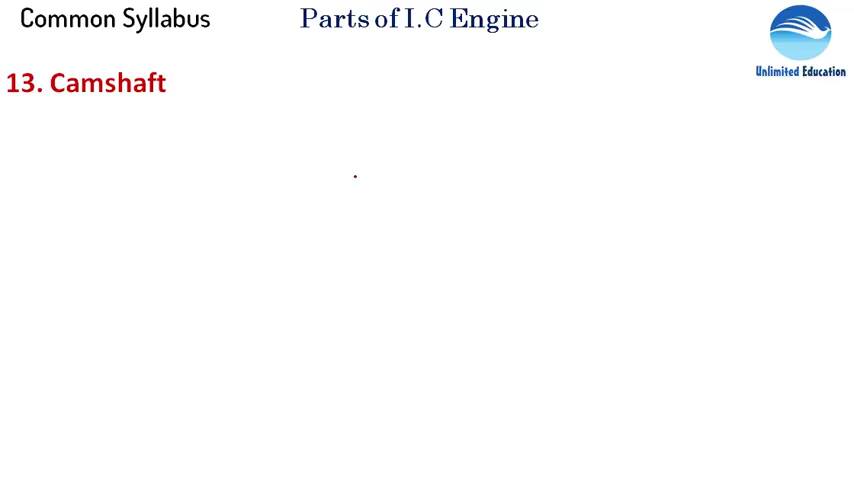 Common Syllabus
Parts of I.C Engine
Unlimited Education
13. Camshaft